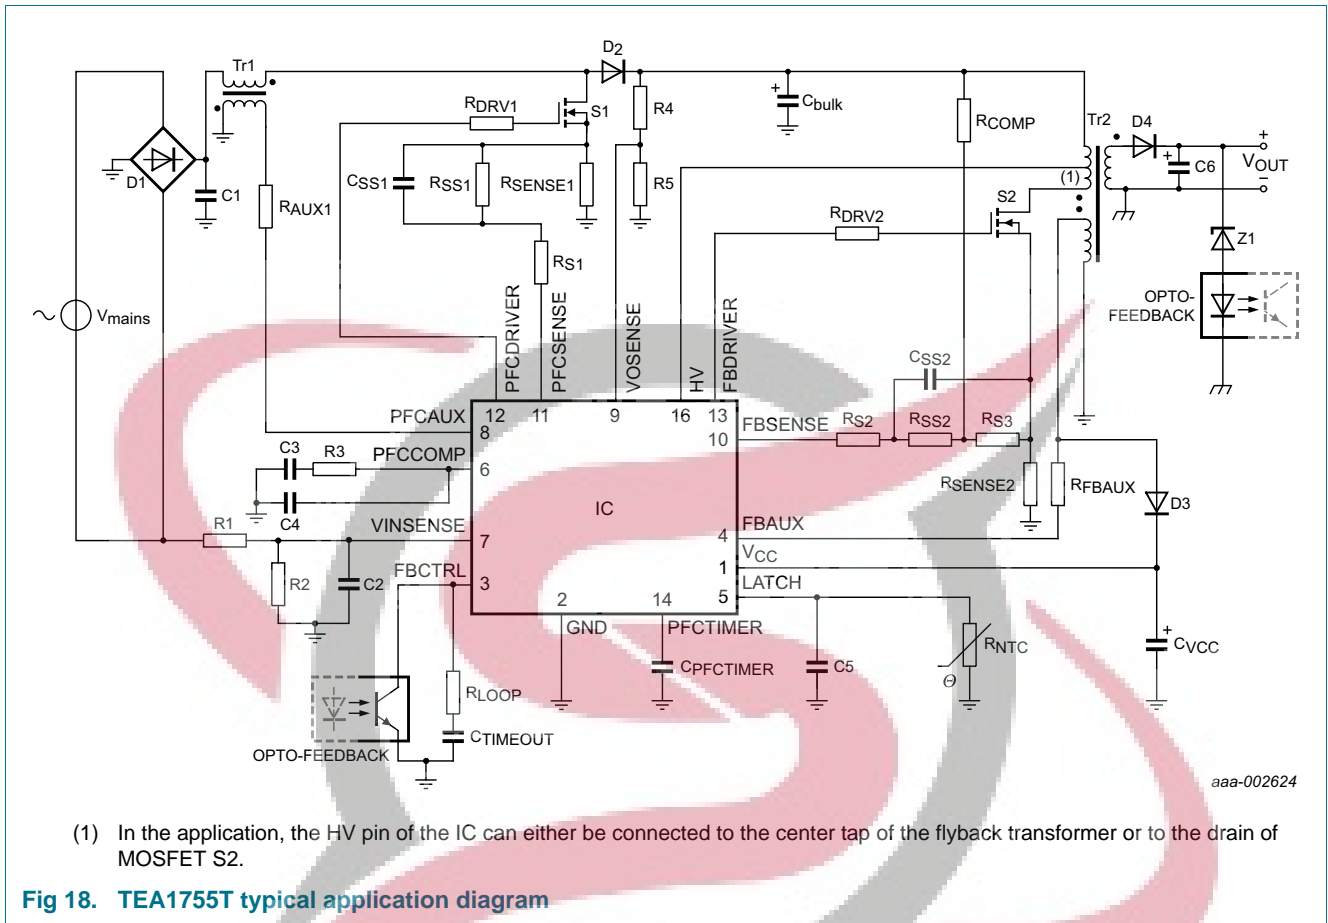 D2
Tr1
RDRV1
S1
R4
Cbulk
RCOMP
Tr2
D4
+
VOUT
−
C6
(1)
D1
C1
RAUX1
CSS1
RSS1
RSENSE1
R5
RS1
RDRV2
S2
Z1
OPTO-
FEEDBACK
Vmains
PFCDRIVER
PFCSENSE
VOSENSE
HV
FBDRIVER
CSS2
PFCAUX
12
11
9
16
13
8
10
FBSENSE
RS2
RSS2
RS3
C3
R3
PFCCOMP
6
C4
RSENSE2
RFBAUX
D3
IC
R1
VINSENSE
7
FBAUX
4
VCC
1
R2
C2
FBCTRL
3
LATCH
5
2
14
GND
PFCTIMER
CPFCTIMER
C5
RNTC
Θ
+
CVCC
RLOOP
CTIMEOUT
OPTO-FEEDBACK
aaa-002624
(1) In the application, the HV pin of the IC can either be connected to the center tap of the flyback transformer or to the drain of
MOSFET S2.
Fig 18. TEA1755T typical application diagram